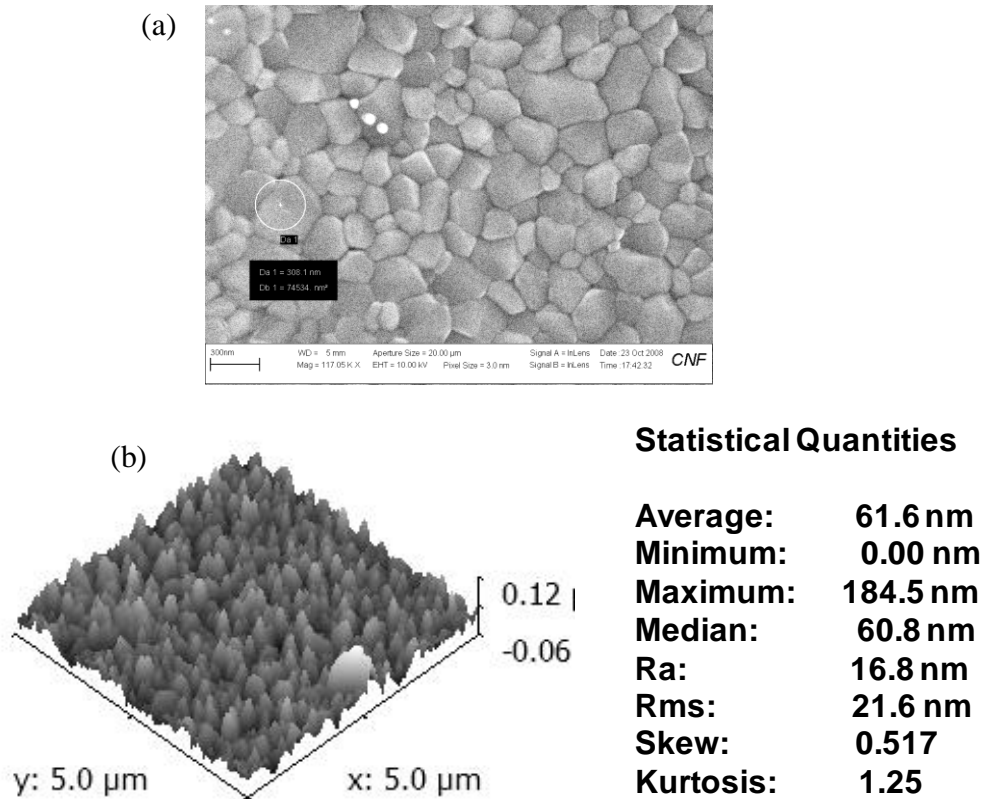 (a)
Da 1
Da 1 = 308.1 nm
Db 1 = 74534. nm²
300nm
WD = 5 mm Aperture Size = 20.00 µm Signal A = InLens Date :23 Oct 2008
Mag = 117.05 K X EHT = 10.00 kV Pixel Size = 3.0 nm Signal B = InLens Time :17:42:32
CNF
(b)
0.12
-0.06
y: 5.0 µm
x: 5.0 µm
Statistical Quantities
Average: 61.6 nm
Minimum: 0.00 nm
Maximum: 184.5 nm
Median: 60.8 nm
Ra: 16.8 nm
Rms: 21.6 nm
Skew: 0.517
Kurtosis: 1.25